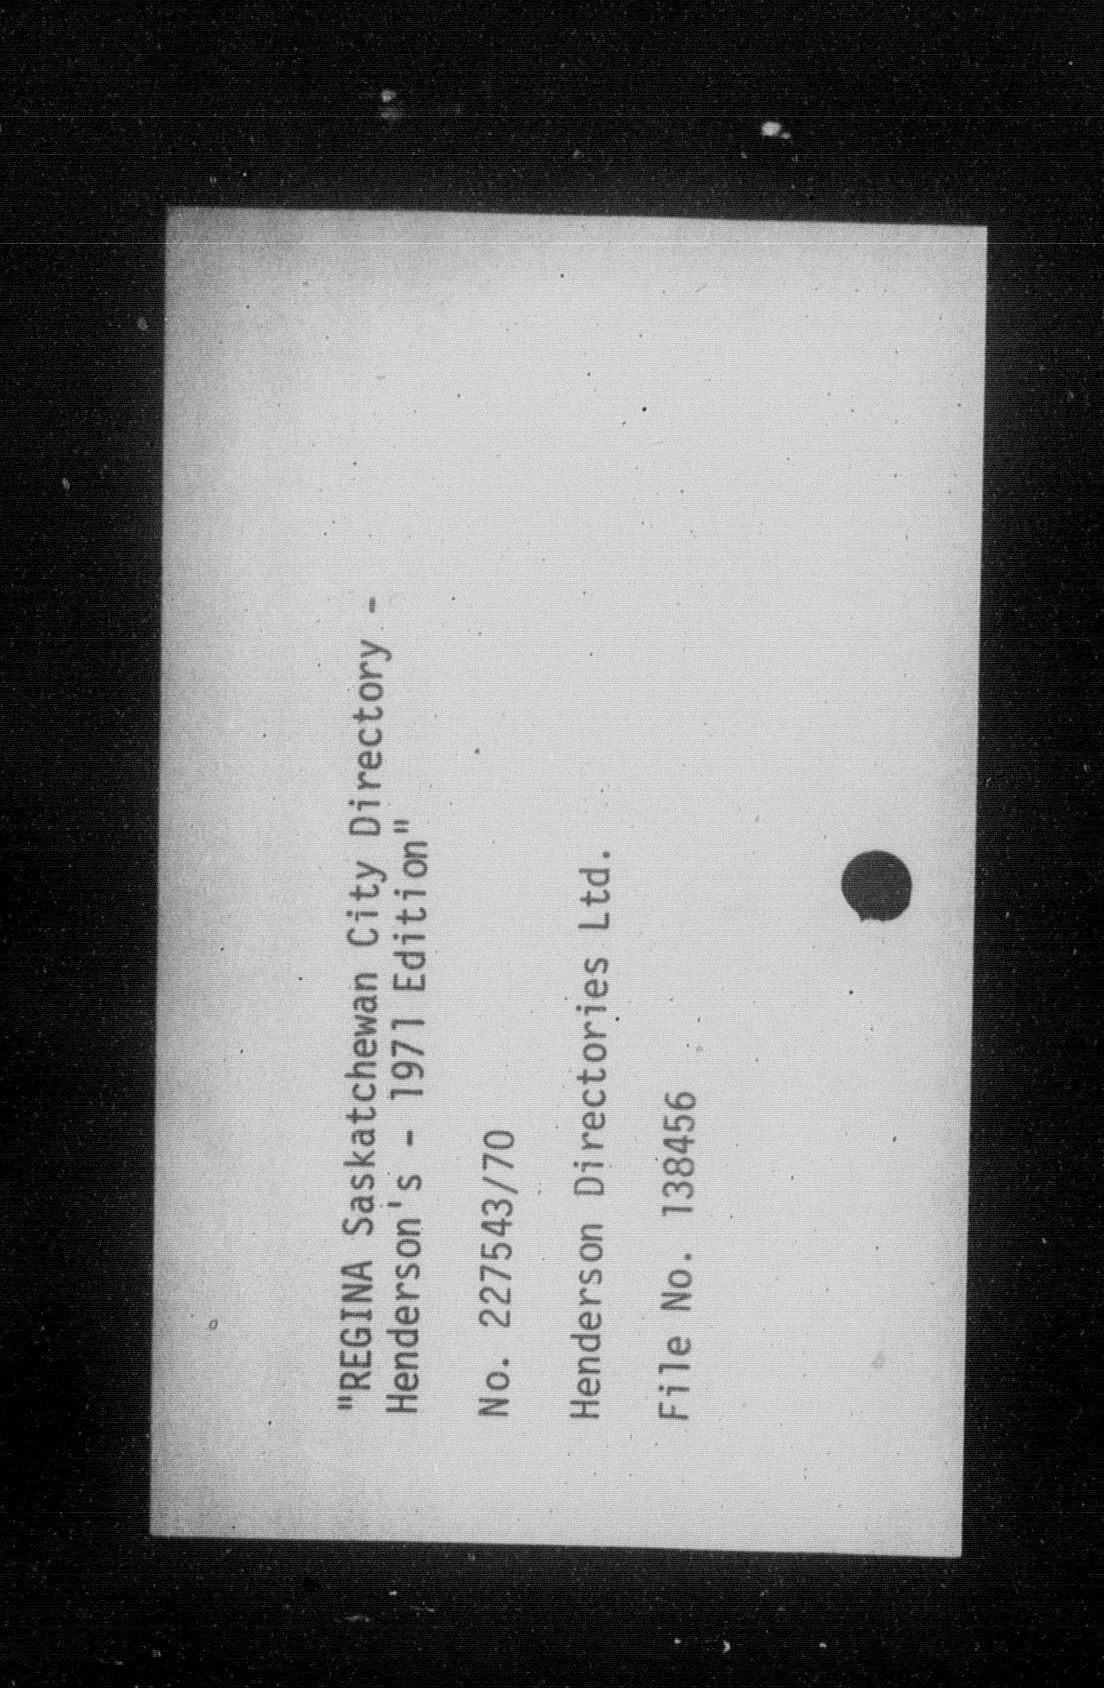 "REGINA Saskatchewan City Directory -
Henderson's - 1971 Edition"
No. 227543/70
Henderson Directories Ltd.
File No. 138456